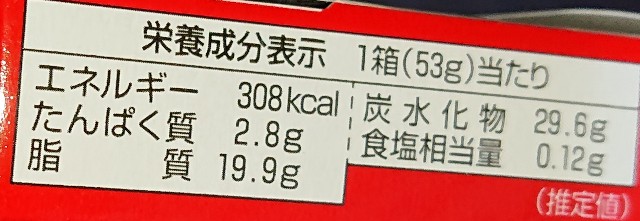 栄養成分表示 1箱(53g)当たり
エネルギー 308kcal
たんぱく質 2.8g
脂質 19.9g
炭水化物 29.6g
食塩相当量 0.12g
(推定値)